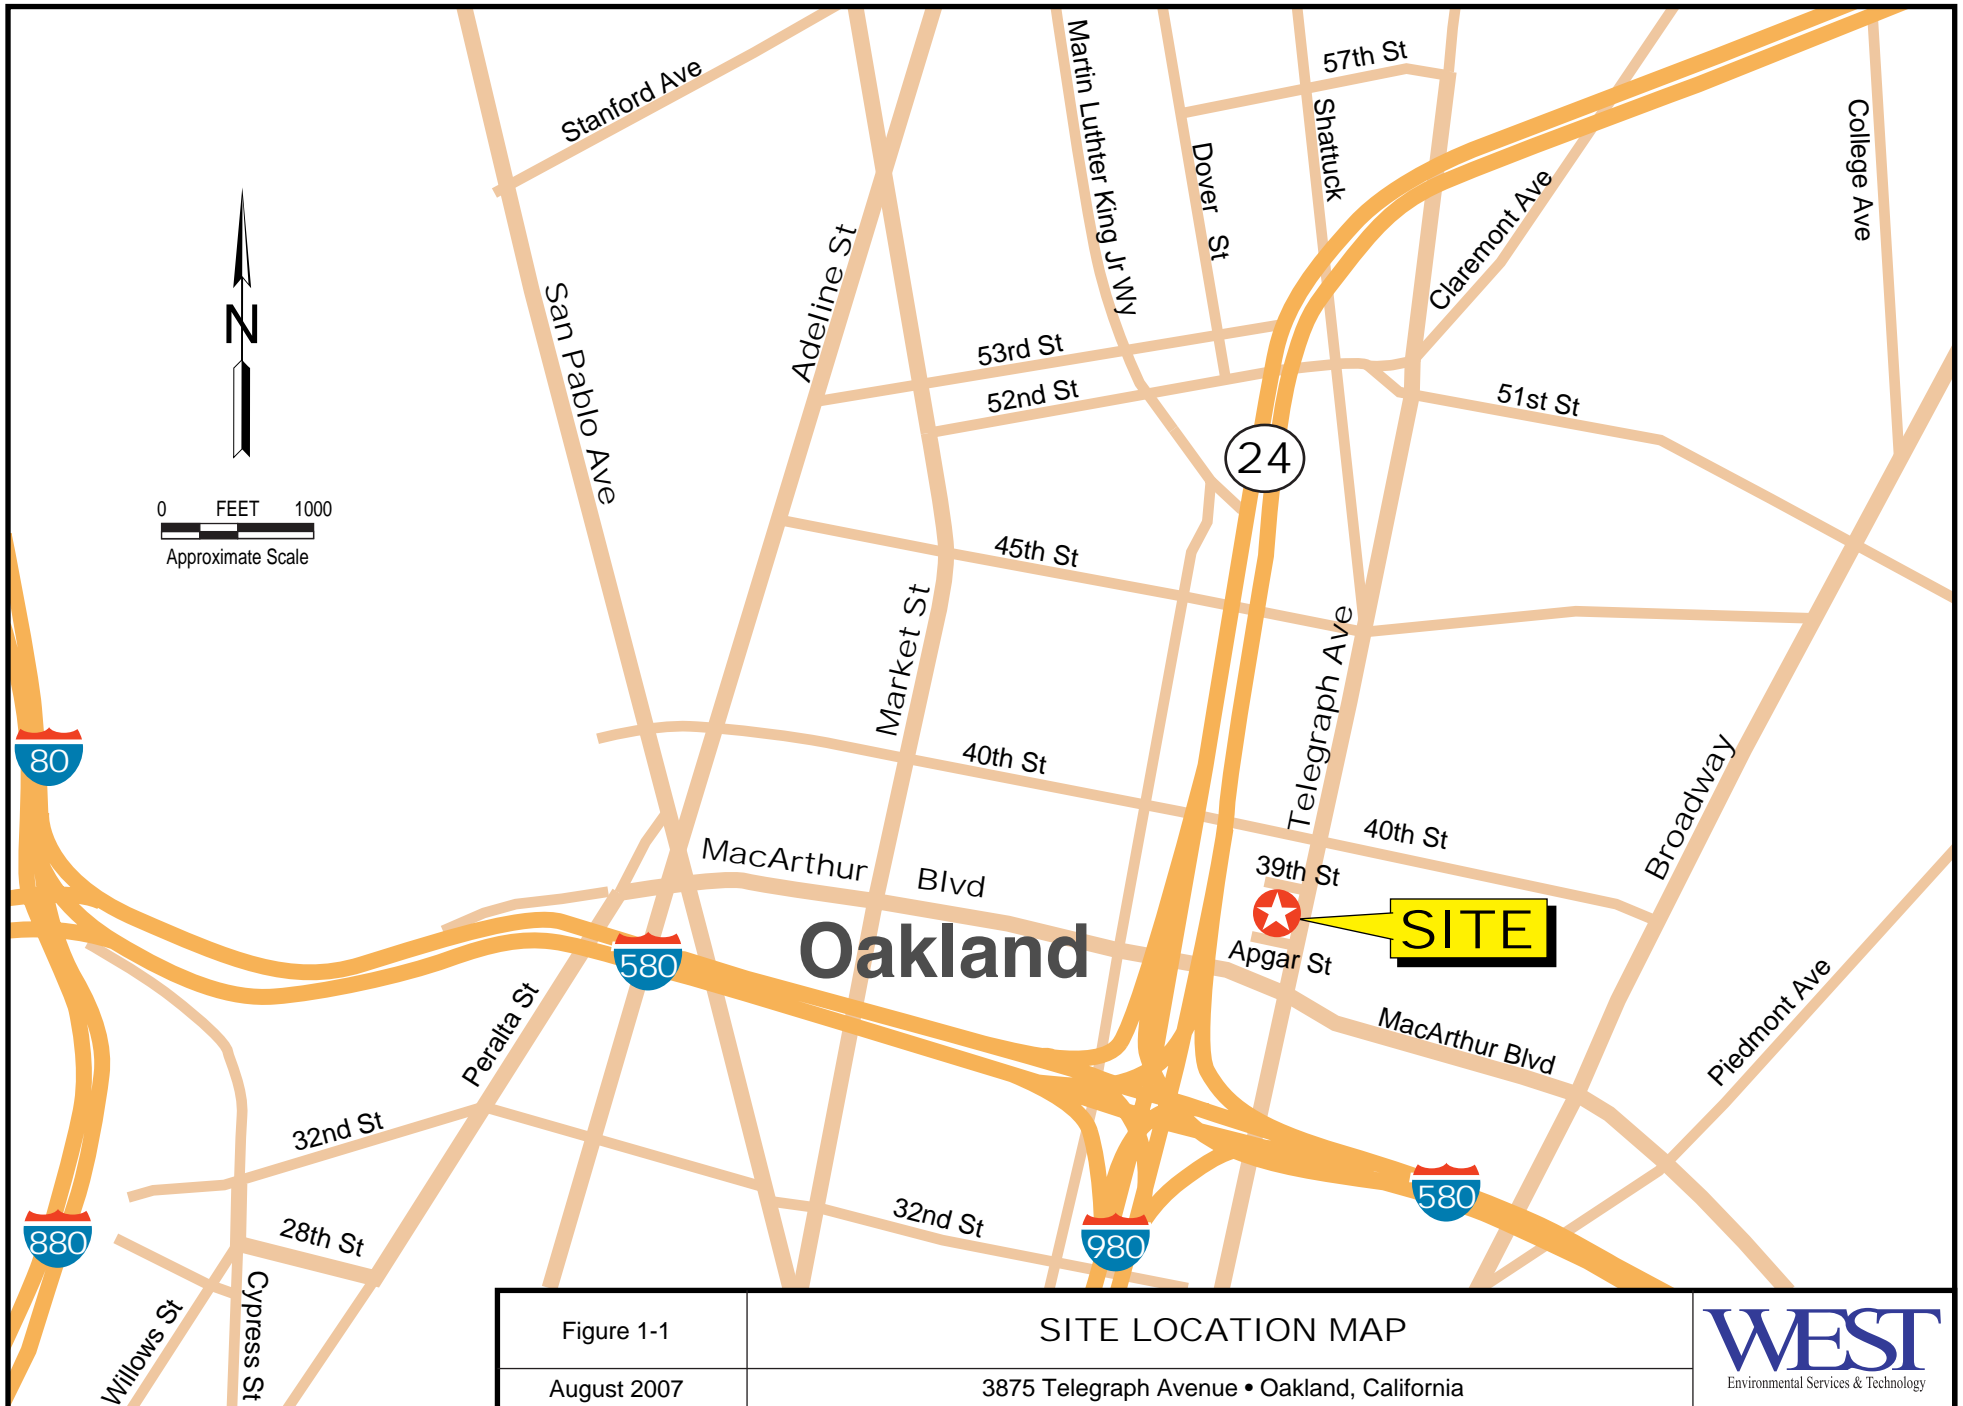 Stanford Ave
57th St
Martin Luthter King Jr Wy
Shattuck
College Ave
Dover St
Claremont Ave
N
San Pablo Ave
Adeline St
53rd St
52nd St
51st St
24
0 FEET 1000
Approximate Scale
45th St
Market St
Telegraph Ave
80
40th St
Broadway
40th St
MacArthur Blvd
39th St
SITE
Oakland
580
Apgar St
Peralta St
MacArthur Blvd
Piedmont Ave
32nd St
580
32nd St
880
28th St
980
Willows St
Cypress St
Figure 1-1
SITE LOCATION MAP
August 2007
3875 Telegraph Avenue • Oakland, California
WEST
Environmental Services & Technology